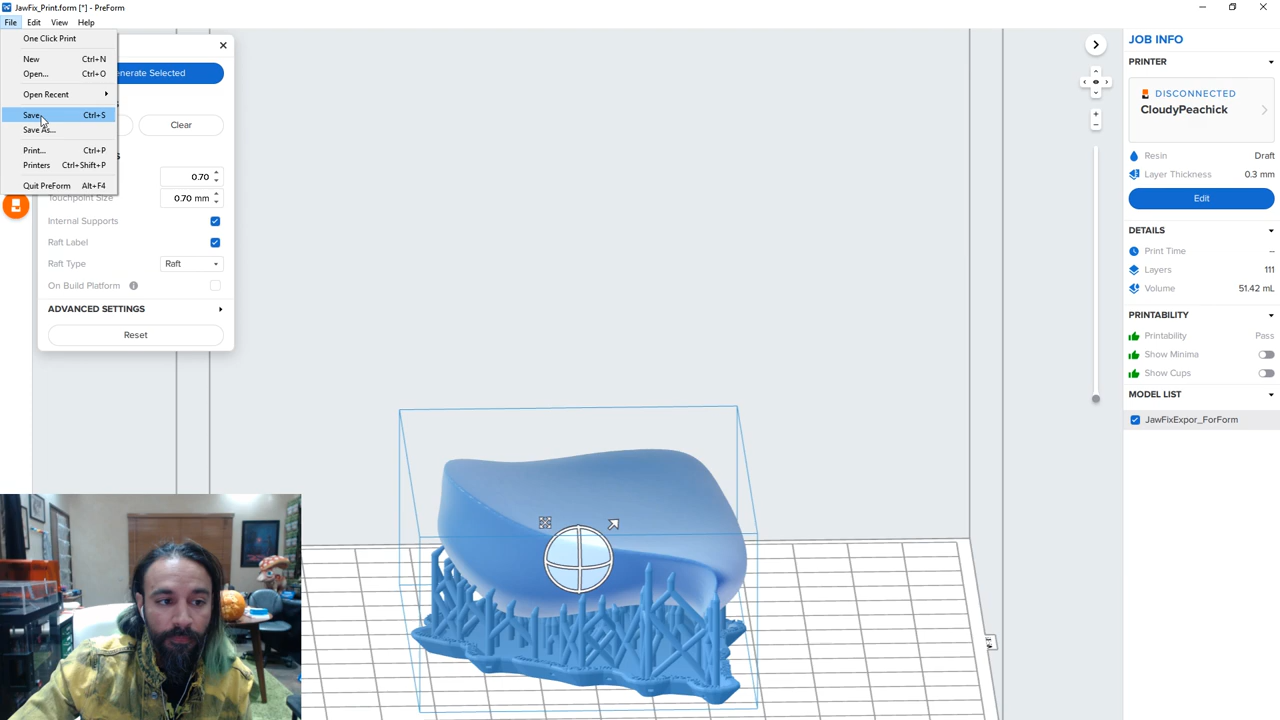 JawFix_Print.form [*] - PreForm
File Edit View Help
One Click Print
New Ctrl+N
Open... Ctrl+O
Open Recent
Save Ctrl+S
Save As...
Print... Ctrl+P
Printers Ctrl+Shift+P
Quit PreForm Alt+F4
enerate Selected
Clear
0.70
Touchpoint Size 0.70 mm
Internal Supports
Raft Label
Raft Type Raft
On Build Platform
ADVANCED SETTINGS
Reset
JOB INFO
PRINTER
DISCONNECTED
CloudyPeachick
Resin Draft
Layer Thickness 0.3 mm
Edit
DETAILS
Print Time --
Layers 111
Volume 51.42 mL
PRINTABILITY
Printability Pass
Show Minima
Show Cups
MODEL LIST
JawFixExpor_ForForm